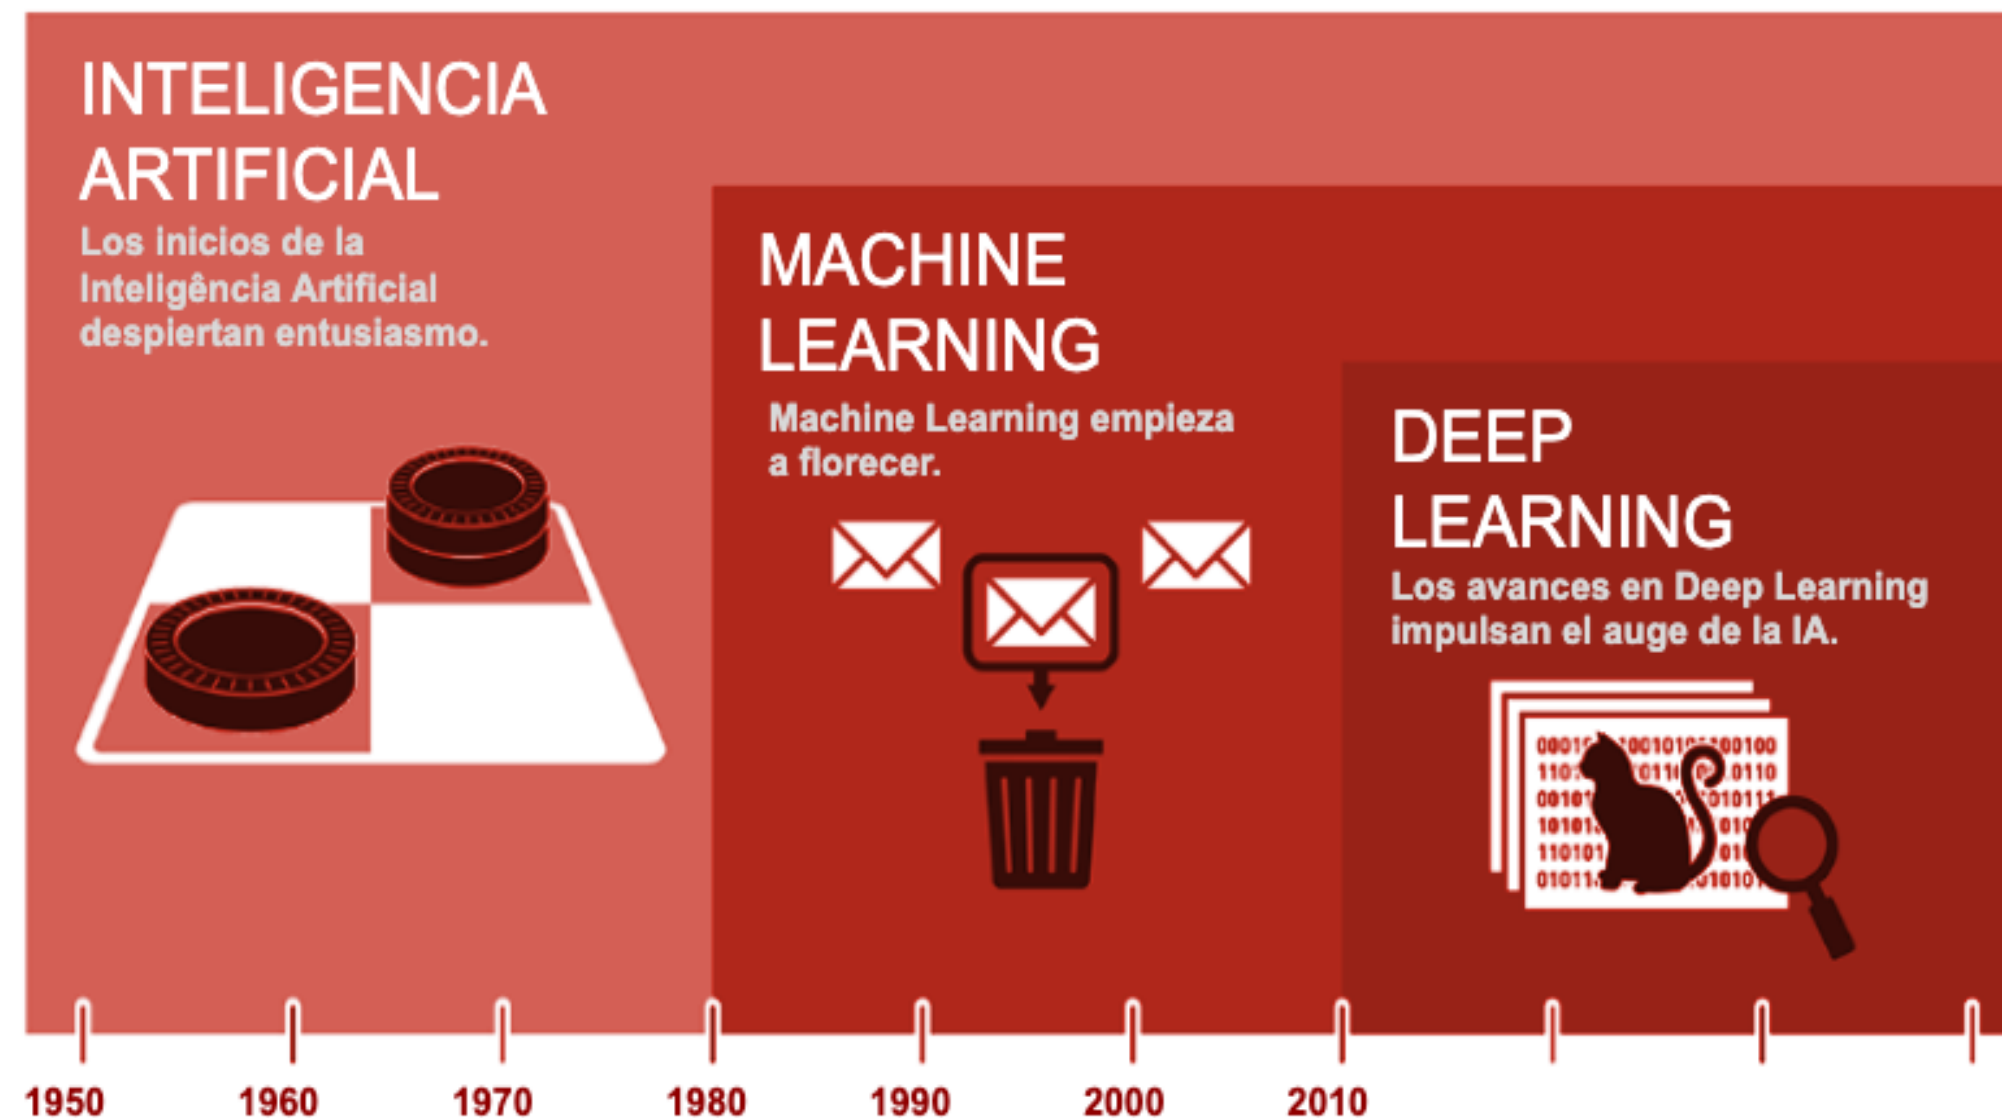 INTELIGENCIA
ARTIFICIAL
Los inicios de la
Inteligência Artificial
despiertan entusiasmo.
MACHINE
LEARNING
Machine Learning empieza
a florecer.
DEEP
LEARNING
Los avances en Deep Learning
impulsan el auge de la IA.
1950 1960 1970 1980 1990 2000 2010